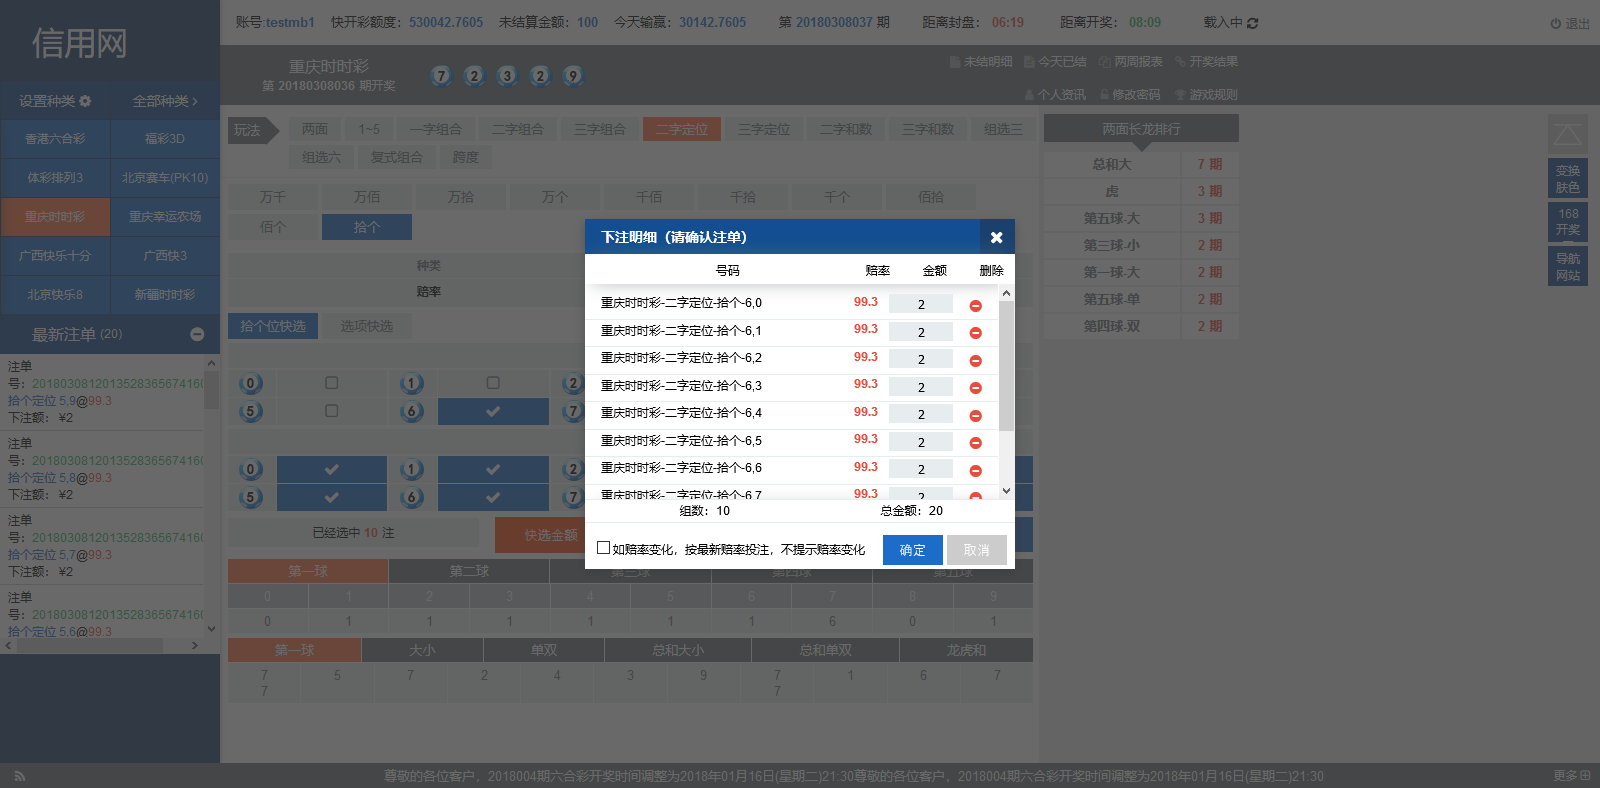 信用网
账号:testmb1 快开彩额度：530042.7605 未结算金额：100 今天输赢：30142.7605 第 20180308037 期 距离封盘：06:19 距离开奖：08:09 载入中 退出
重庆时时彩
第 20180308036 期开奖
7 2 3 2 9
未结明细 今天已结 两周报表 开奖结果
个人资讯 修改密码 游戏规则
设置种类 全部种类
香港六合彩 福彩3D
体彩排列3 北京赛车(PK10)
重庆时时彩 重庆幸运农场
广西快乐十分 广西快3
北京快乐8 新疆时时彩
最新注单 (20)
注单
号：2018030812013528365674160
拾个定位 5,9@99.3
下注额： ¥2
注单
号：2018030812013528365674160
拾个定位 5,8@99.3
下注额： ¥2
注单
号：2018030812013528365674160
拾个定位 5,7@99.3
下注额： ¥2
注单
号：2018030812013528365674160
拾个定位 5,6@99.3
玩法 两面 1~5 一字组合 二字组合 三字组合 二字定位 三字定位 二字和数 三字和数 组选三
组选六 复式组合 跨度
万千 万佰 万拾 万个 千佰 千拾 千个 佰拾
佰个 拾个
种类
赔率
拾个位快选 选项快选
0 1 2
5 6 7
0 1 2
5 6 7
已经选中 10 注 快选金额
下注明细（请确认注单）
号码 赔率 金额 删除
重庆时时彩-二字定位-拾个-6,0 99.3 2
重庆时时彩-二字定位-拾个-6,1 99.3 2
重庆时时彩-二字定位-拾个-6,2 99.3 2
重庆时时彩-二字定位-拾个-6,3 99.3 2
重庆时时彩-二字定位-拾个-6,4 99.3 2
重庆时时彩-二字定位-拾个-6,5 99.3 2
重庆时时彩-二字定位-拾个-6,6 99.3 2
重庆时时彩-二字定位-拾个-6,7 99.3 2
组数：10 总金额：20
如赔率变化，按最新赔率投注，不提示赔率变化 确定 取消
第一球 第二球 第三球 第四球 第五球
0 1 2 3 4 5 6 7 8 9
0 1 1 1 1 1 1 6 0 1
第一球 大小 单双 总和大小 总和单双 龙虎和
7 5 7 2 4 3 9 7 1 6 7
7 7
两面长龙排行
总和大 7 期
虎 3 期
第五球-大 3 期
第三球-小 2 期
第一球-大 2 期
第五球-单 2 期
第四球-双 2 期
变换
肤色
168
开奖
导航
网站
尊敬的各位客户，2018004期六合彩开奖时间调整为2018年01月16日(星期二)21:30尊敬的各位客户，2018004期六合彩开奖时间调整为2018年01月16日(星期二)21:30 更多